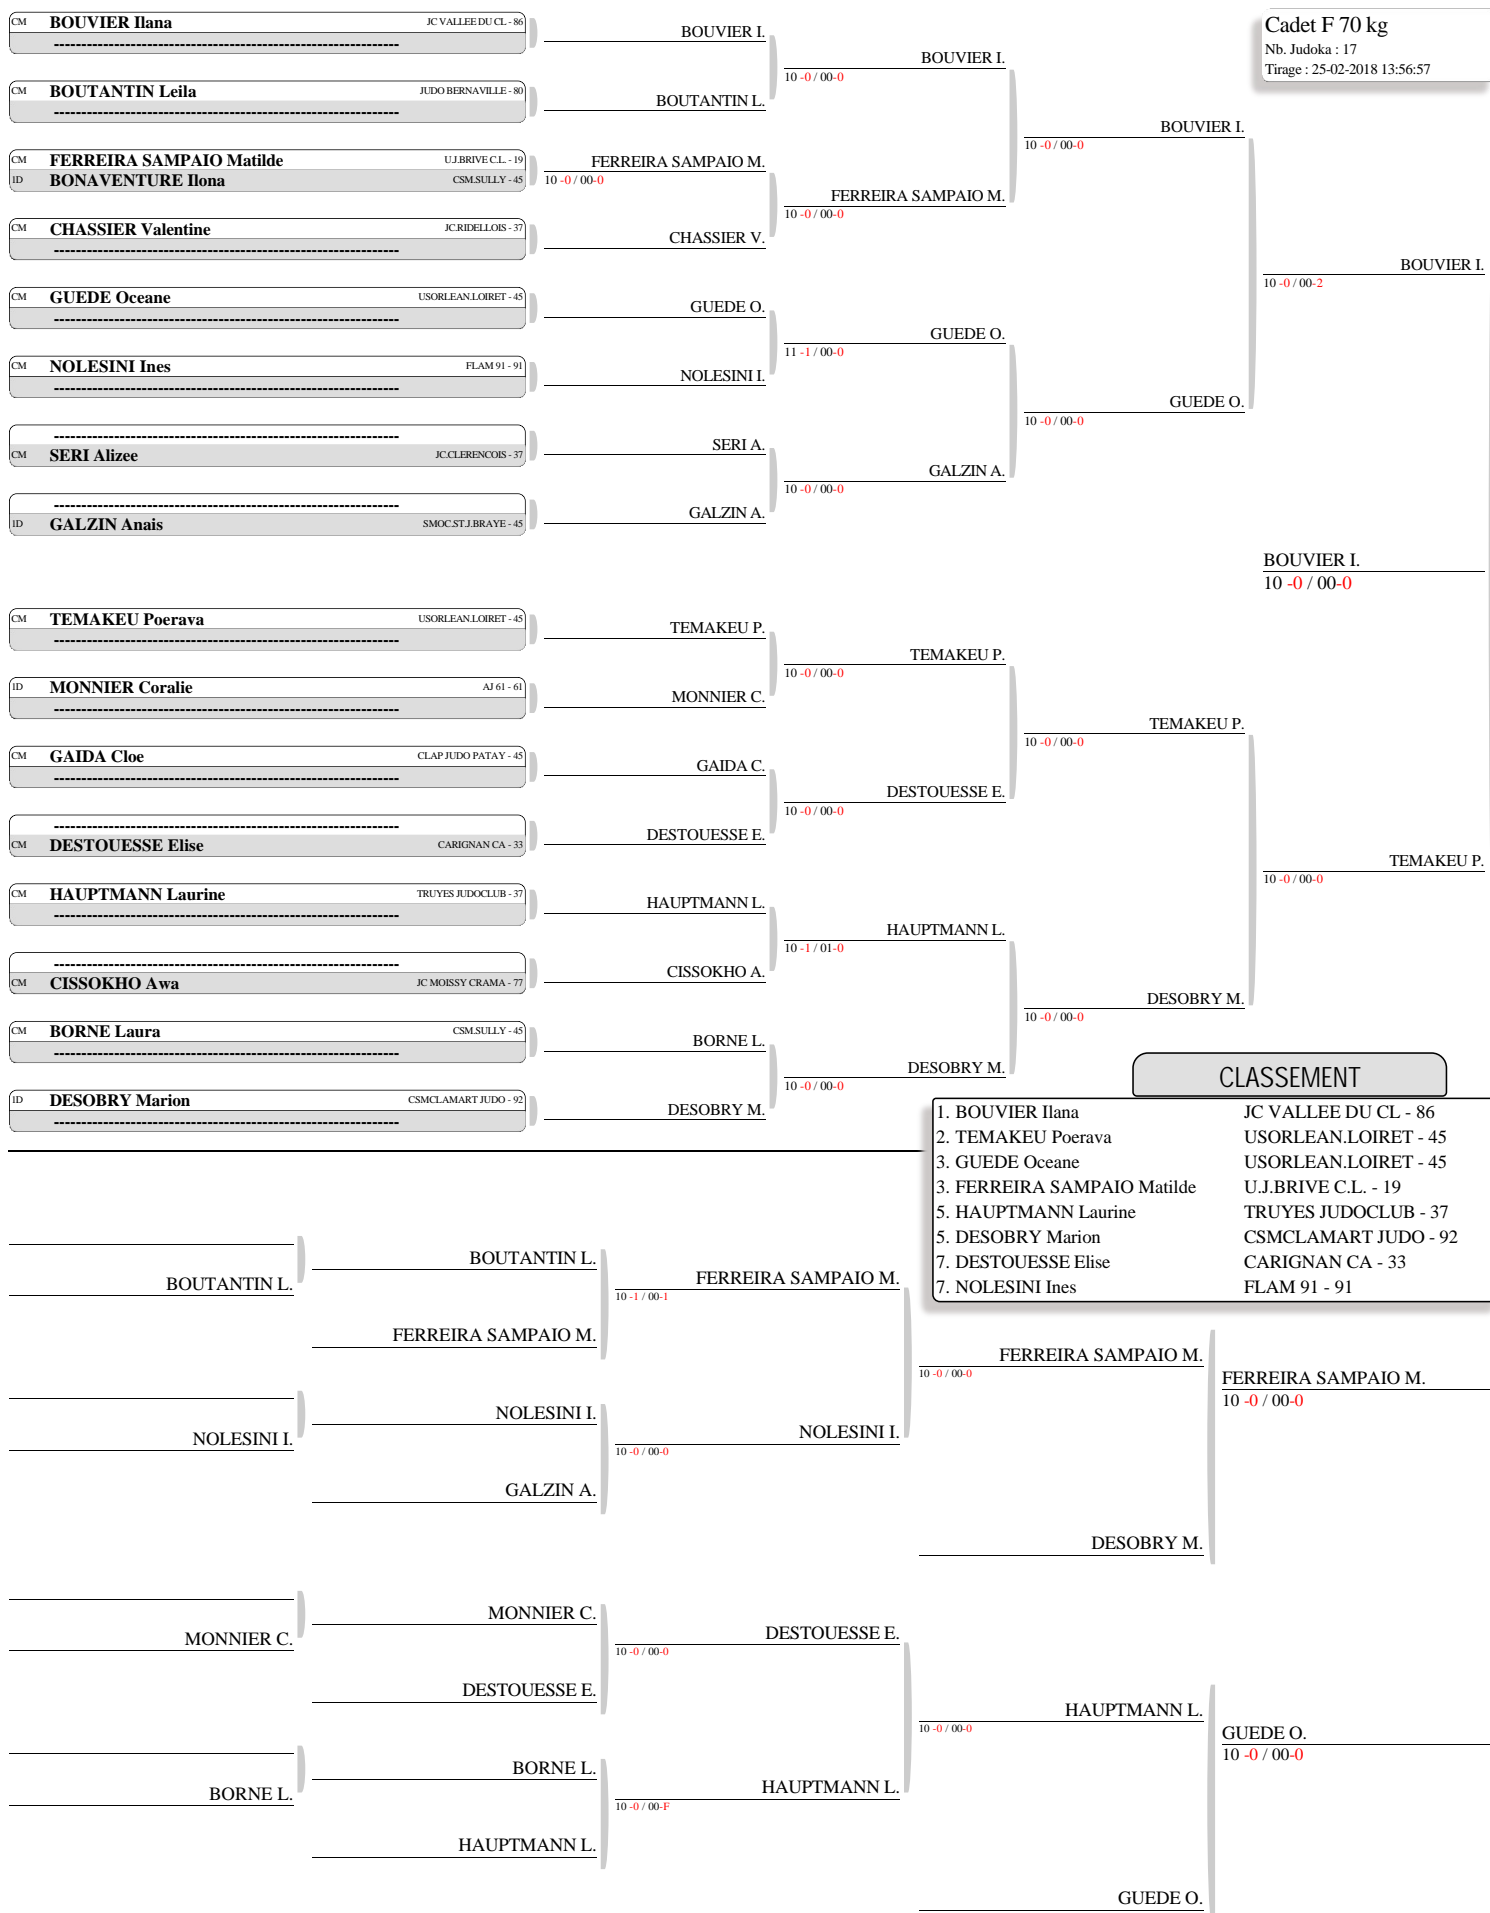 Cadet F 70 kg
Nb. Judoka : 17
Tirage : 25-02-2018 13:56:57
CM BOUVIER Ilana JC VALLEE DU CL - 86
----------------------------------------------------------------
CM BOUTANTIN Leila JUDO BERNAVILLE - 80
----------------------------------------------------------------
CM FERREIRA SAMPAIO Matilde U.J.BRIVE C.L. - 19
1D BONAVENTURE Ilona CSM.SULLY - 45
CM CHASSIER Valentine JC.RIDELLOIS - 37
----------------------------------------------------------------
CM GUEDE Oceane USORLEAN.LOIRET - 45
----------------------------------------------------------------
CM NOLESINI Ines FLAM 91 - 91
----------------------------------------------------------------
----------------------------------------------------------------
CM SERI Alizee JC.CLERENCOIS - 37
----------------------------------------------------------------
1D GALZIN Anais SMOC.ST.J.BRAYE - 45
CM TEMAKEU Poerava USORLEAN.LOIRET - 45
----------------------------------------------------------------
1D MONNIER Coralie AJ 61 - 61
----------------------------------------------------------------
CM GAIDA Cloe CLAP JUDO PATAY - 45
----------------------------------------------------------------
----------------------------------------------------------------
CM DESTOUESSE Elise CARIGNAN CA - 33
CM HAUPTMANN Laurine TRUYES JUDOCLUB - 37
----------------------------------------------------------------
----------------------------------------------------------------
CM CISSOKHO Awa JC MOISSY CRAMA - 77
CM BORNE Laura CSM.SULLY - 45
----------------------------------------------------------------
1D DESOBRY Marion CSMCLAMART JUDO - 92
----------------------------------------------------------------
BOUVIER I.
BOUTANTIN L.
FERREIRA SAMPAIO M.
10 -0 / 00-0
CHASSIER V.
GUEDE O.
NOLESINI I.
SERI A.
GALZIN A.
TEMAKEU P.
MONNIER C.
GAIDA C.
DESTOUESSE E.
HAUPTMANN L.
CISSOKHO A.
BORNE L.
DESOBRY M.
BOUVIER I.
10 -0 / 00-0
FERREIRA SAMPAIO M.
10 -0 / 00-0
GUEDE O.
11 -1 / 00-0
GALZIN A.
10 -0 / 00-0
TEMAKEU P.
10 -0 / 00-0
DESTOUESSE E.
10 -0 / 00-0
HAUPTMANN L.
10 -1 / 01-0
DESOBRY M.
10 -0 / 00-0
BOUVIER I.
10 -0 / 00-0
GUEDE O.
10 -0 / 00-0
TEMAKEU P.
10 -0 / 00-0
DESOBRY M.
10 -0 / 00-0
BOUVIER I.
10 -0 / 00-2
BOUVIER I.
10 -0 / 00-0
TEMAKEU P.
10 -0 / 00-0
CLASSEMENT
1. BOUVIER Ilana JC VALLEE DU CL - 86
2. TEMAKEU Poerava USORLEAN.LOIRET - 45
3. GUEDE Oceane USORLEAN.LOIRET - 45
3. FERREIRA SAMPAIO Matilde U.J.BRIVE C.L. - 19
5. HAUPTMANN Laurine TRUYES JUDOCLUB - 37
5. DESOBRY Marion CSMCLAMART JUDO - 92
7. DESTOUESSE Elise CARIGNAN CA - 33
7. NOLESINI Ines FLAM 91 - 91
BOUTANTIN L.
NOLESINI I.
MONNIER C.
BORNE L.
BOUTANTIN L.
FERREIRA SAMPAIO M.
NOLESINI I.
GALZIN A.
MONNIER C.
DESTOUESSE E.
BORNE L.
HAUPTMANN L.
FERREIRA SAMPAIO M.
10 -1 / 00-1
NOLESINI I.
10 -0 / 00-0
DESTOUESSE E.
10 -0 / 00-0
HAUPTMANN L.
10 -0 / 00-F
FERREIRA SAMPAIO M.
10 -0 / 00-0
DESOBRY M.
HAUPTMANN L.
10 -0 / 00-0
GUEDE O.
FERREIRA SAMPAIO M.
10 -0 / 00-0
GUEDE O.
10 -0 / 00-0